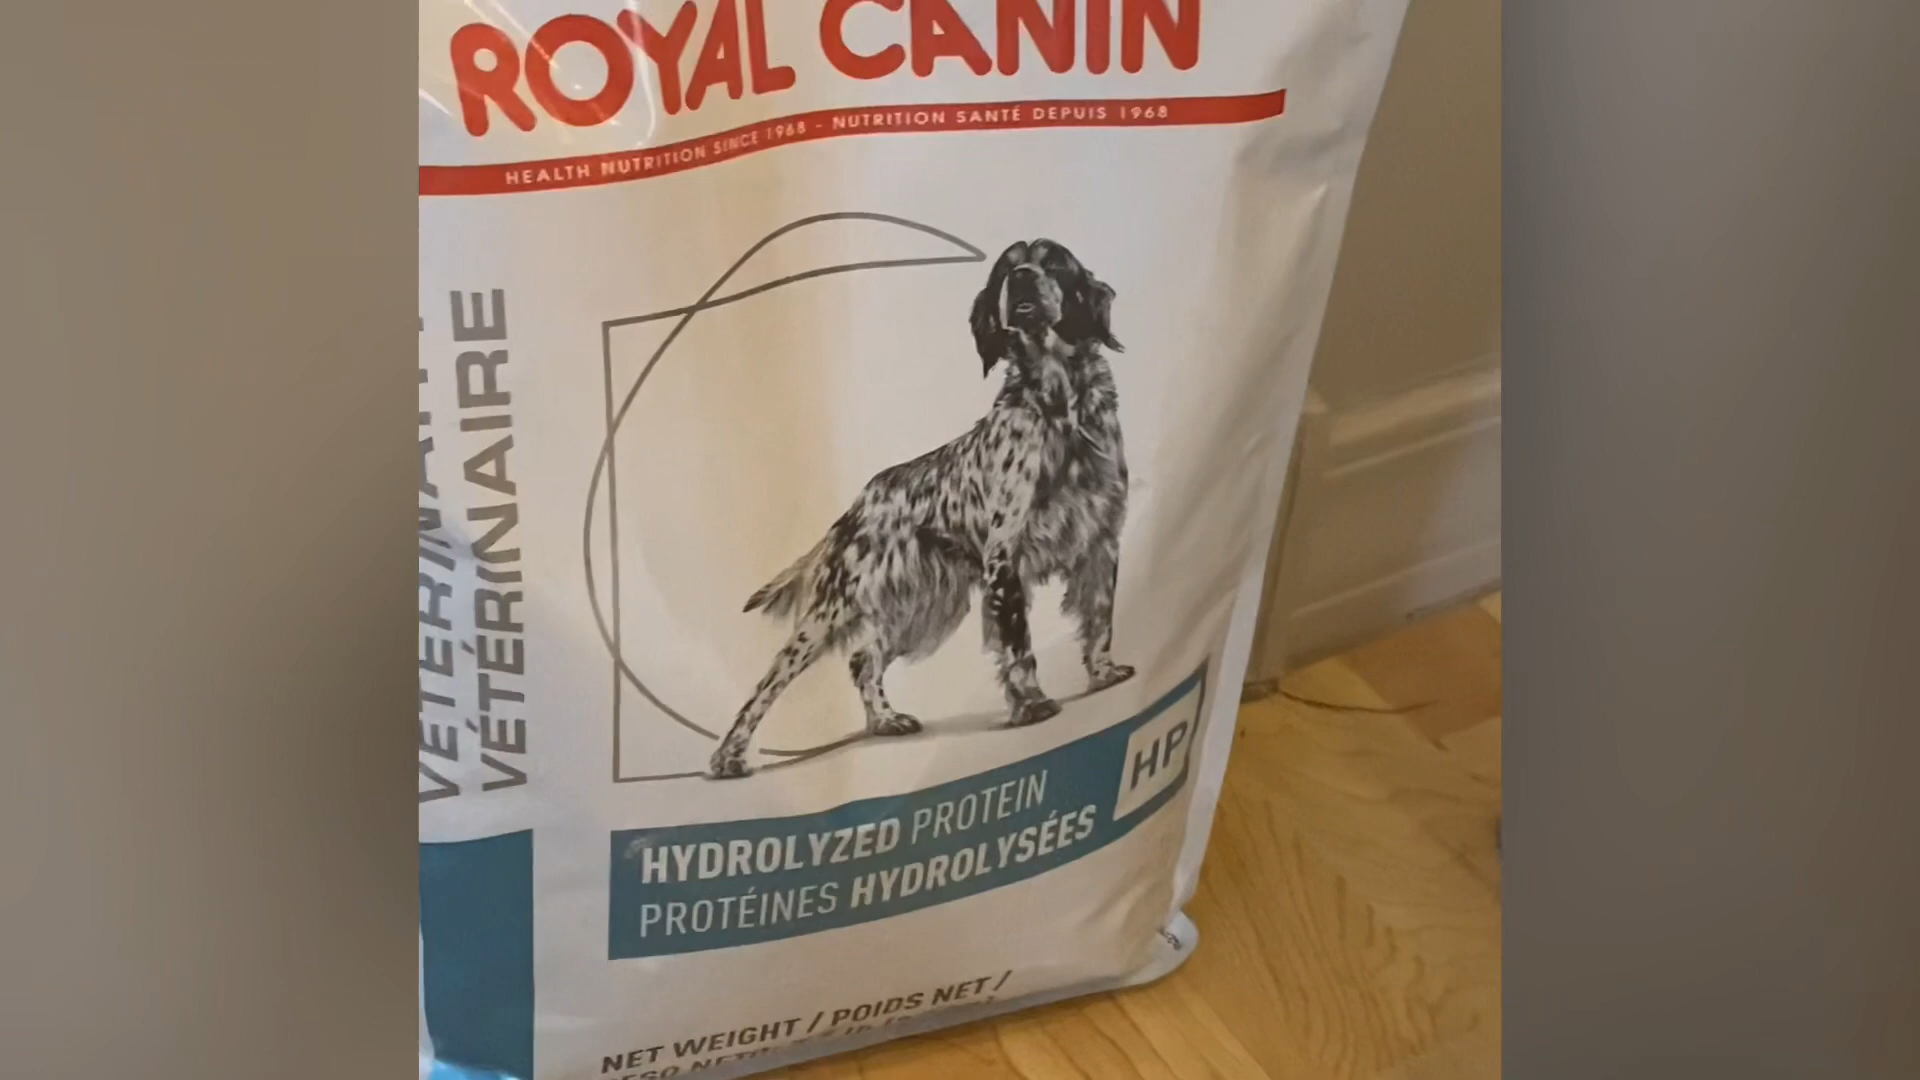 ROYAL CANIN
HEALTH NUTRITION SINCE 1968 - NUTRITION SANTÉ DEPUIS 1968
VÉTÉRINAIRE
HP
HYDROLYZED PROTEIN
PROTÉINES HYDROLYSÉES
NET WEIGHT / POIDS NET /